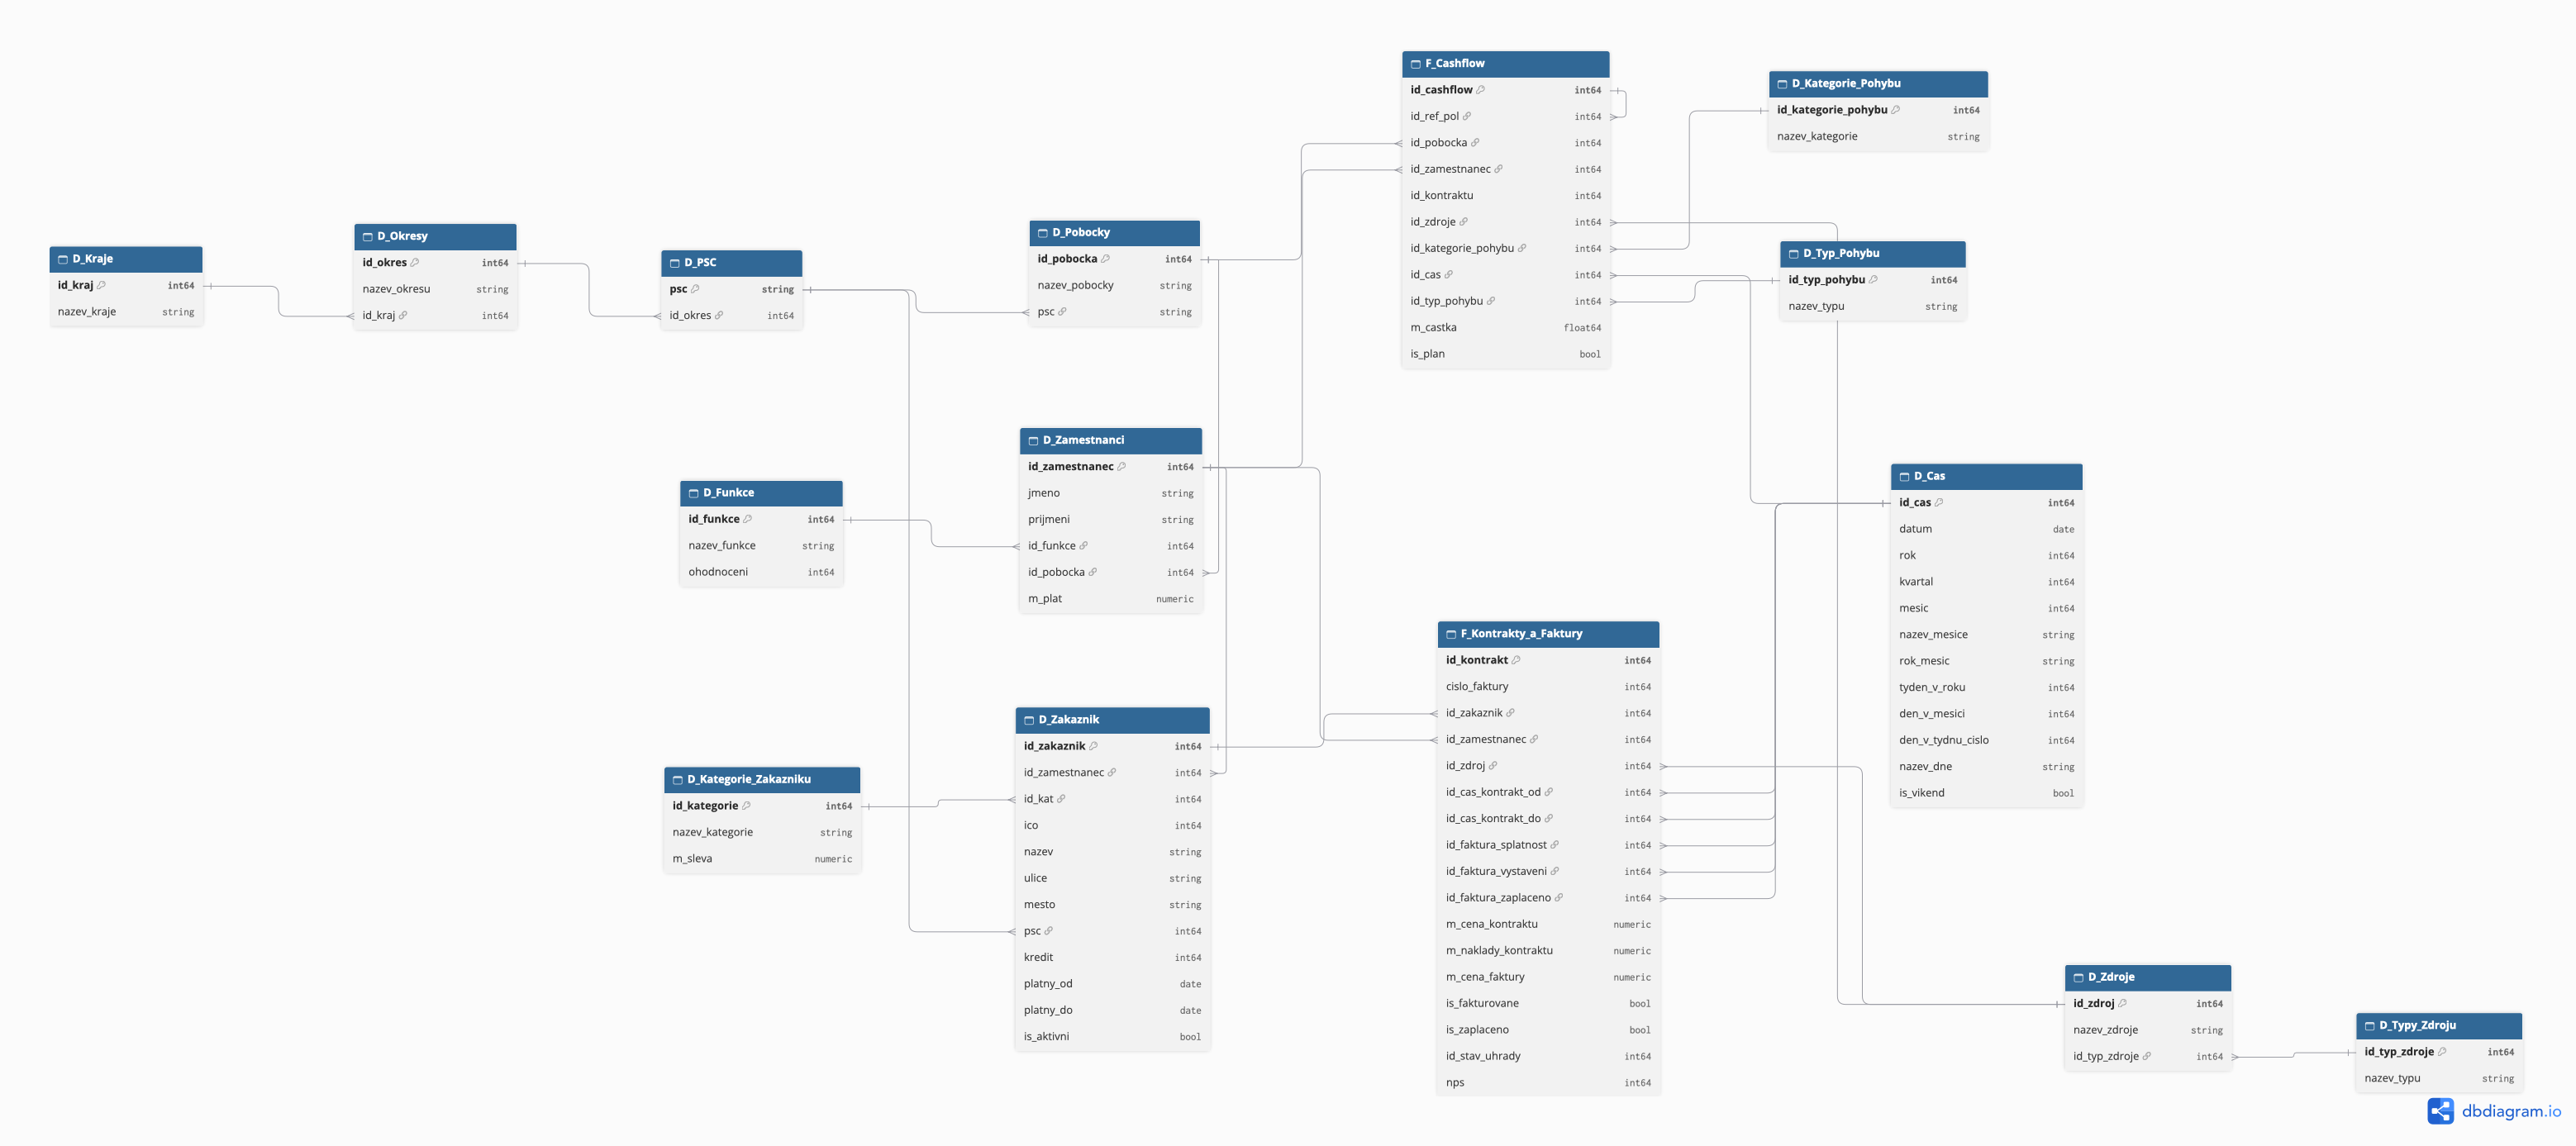 D_Kraje
id_kraj int64
nazev_kraje string
D_Okresy
id_okres int64
nazev_okresu string
id_kraj int64
D_PSC
psc string
id_okres int64
D_Pobocky
id_pobocka int64
nazev_pobocky string
psc string
F_Cashflow
id_cashflow int64
id_ref_pol int64
id_pobocka int64
id_zamestnanec int64
id_kontraktu int64
id_zdroje int64
id_kategorie_pohybu int64
id_cas int64
id_typ_pohybu int64
m_castka float64
is_plan bool
D_Kategorie_Pohybu
id_kategorie_pohybu int64
nazev_kategorie string
D_Typ_Pohybu
id_typ_pohybu int64
nazev_typu string
D_Funkce
id_funkce int64
nazev_funkce string
ohodnoceni int64
D_Zamestnanci
id_zamestnanec int64
jmeno string
prijmeni string
id_funkce int64
id_pobocka int64
m_plat numeric
D_Cas
id_cas int64
datum date
rok int64
kvartal int64
mesic int64
nazev_mesice string
rok_mesic string
tyden_v_roku int64
den_v_mesici int64
den_v_tydnu_cislo int64
nazev_dne string
is_vikend bool
D_Kategorie_Zakazniku
id_kategorie int64
nazev_kategorie string
m_sleva numeric
D_Zakaznik
id_zakaznik int64
id_zamestnanec int64
id_kat int64
ico int64
nazev string
ulice string
mesto string
psc int64
kredit int64
platny_od date
platny_do date
is_aktivni bool
F_Kontrakty_a_Faktury
id_kontrakt int64
cislo_faktury int64
id_zakaznik int64
id_zamestnanec int64
id_zdroj int64
id_cas_kontrakt_od int64
id_cas_kontrakt_do int64
id_faktura_splatnost int64
id_faktura_vystaveni int64
id_faktura_zaplaceno int64
m_cena_kontraktu numeric
m_naklady_kontraktu numeric
m_cena_faktury numeric
is_fakturovane bool
is_zaplaceno bool
id_stav_uhrady int64
nps int64
D_Zdroje
id_zdroj int64
nazev_zdroje string
id_typ_zdroje int64
D_Typy_Zdroju
id_typ_zdroje int64
nazev_typu string
dbdiagram.io